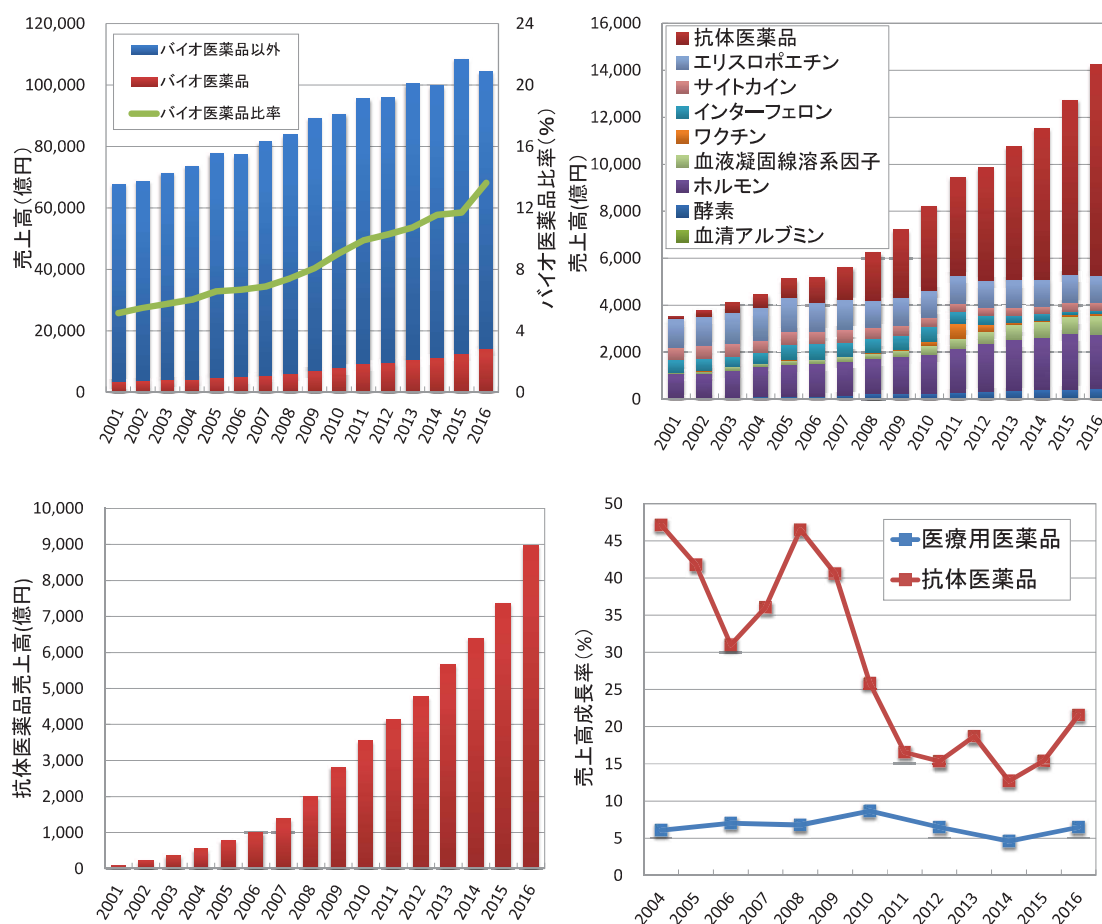 120,000
100,000
80,000
60,000
40,000
20,000
0
売上高(億円)
24
20
16
12
8
4
0
バイオ医薬品比率(%)
バイオ医薬品以外
バイオ医薬品
バイオ医薬品比率
2001 2002 2003 2004 2005 2006 2007 2008 2009 2010 2011 2012 2013 2014 2015 2016
16,000
14,000
12,000
10,000
8,000
6,000
4,000
2,000
0
売上高(億円)
抗体医薬品
エリスロポエチン
サイトカイン
インターフェロン
ワクチン
血液凝固線溶系因子
ホルモン
酵素
血清アルブミン
2001 2002 2003 2004 2005 2006 2007 2008 2009 2010 2011 2012 2013 2014 2015 2016
10,000
9,000
8,000
7,000
6,000
5,000
4,000
3,000
2,000
1,000
0
抗体医薬品売上高(億円)
2001 2002 2003 2004 2005 2006 2007 2008 2009 2010 2011 2012 2013 2014 2015 2016
50
45
40
35
30
25
20
15
10
5
0
売上高成長率(%)
医療用医薬品
抗体医薬品
2004 2005 2006 2007 2008 2009 2010 2011 2012 2013 2014 2015 2016